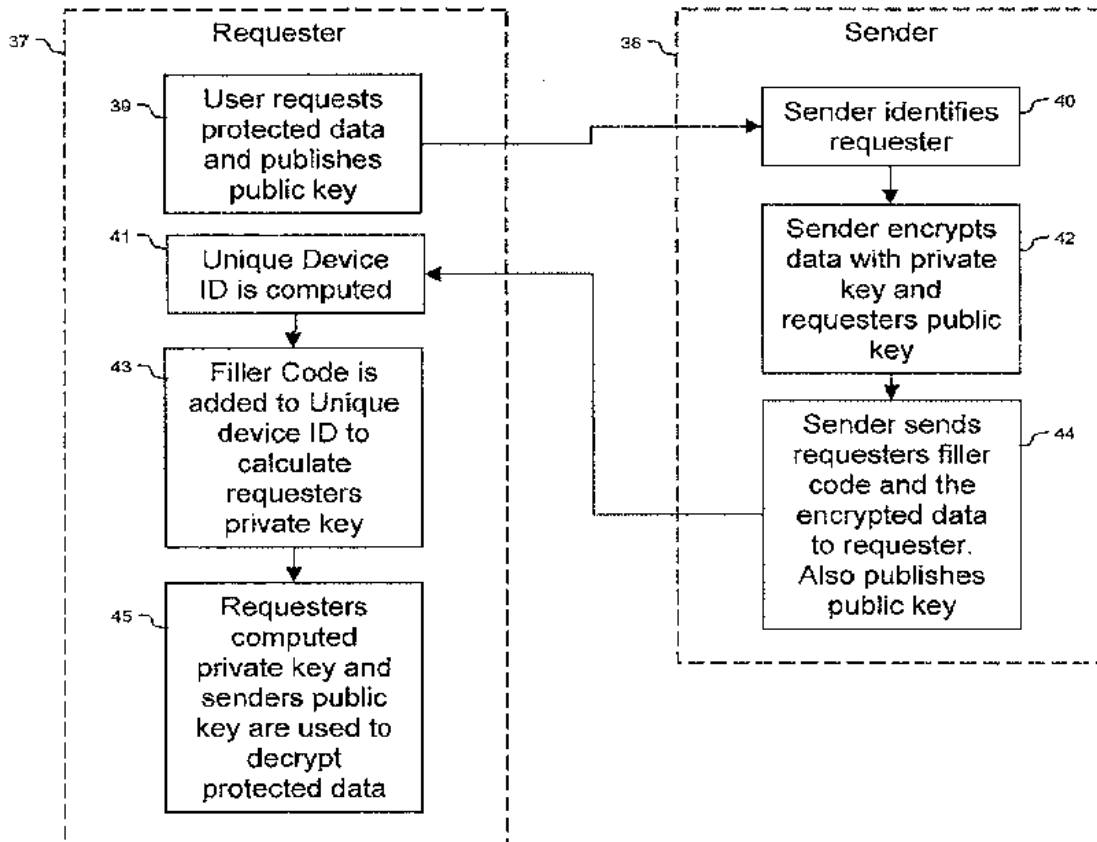 37
Requester
39
User requests
protected data
and publishes
public key
41
Unique Device
ID is computed
43
Filler Code is
added to Unique
device ID to
calculate
requesters
private key
45
Requesters
computed
private key and
senders public
key are used to
decrypt
protected data
38
Sender
40
Sender identifies
requester
42
Sender encrypts
data with private
key and
requesters public
key
44
Sender sends
requesters filler
code and the
encrypted data
to requester.
Also publishes
public key